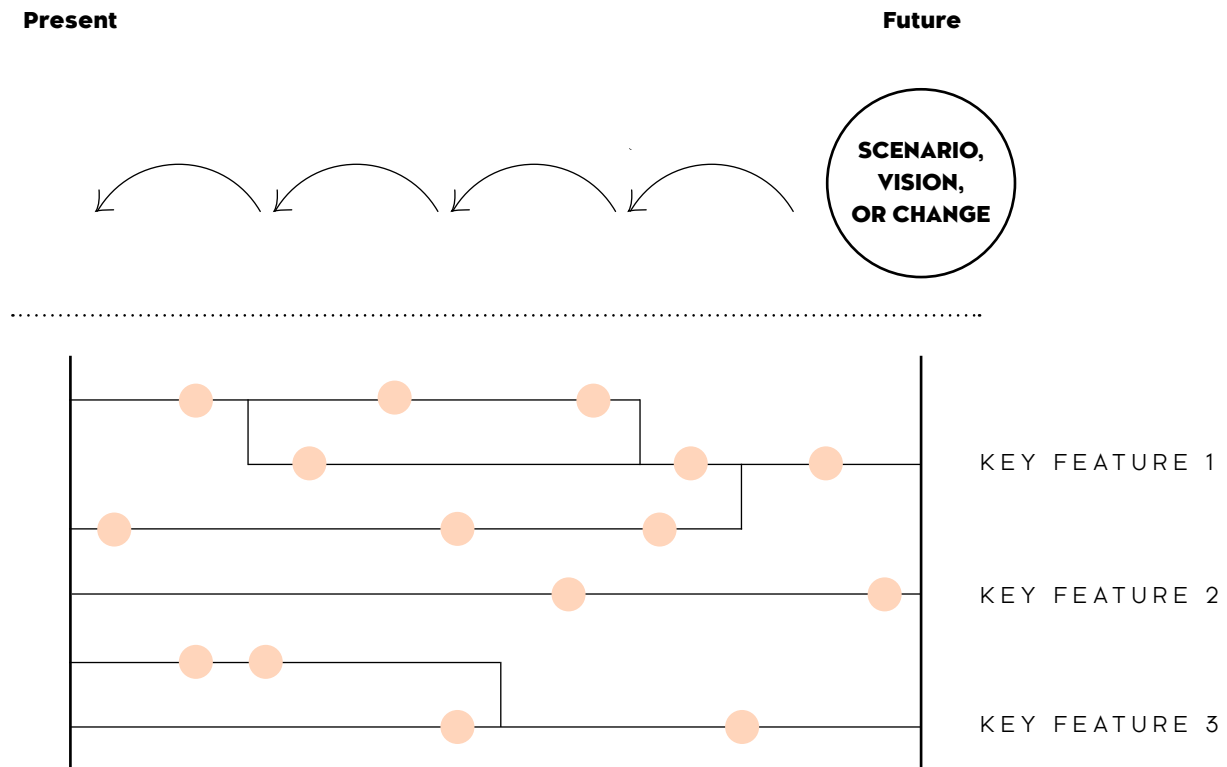 Present
Future
SCENARIO,
VISION,
OR CHANGE
KEY FEATURE 1
KEY FEATURE 2
KEY FEATURE 3